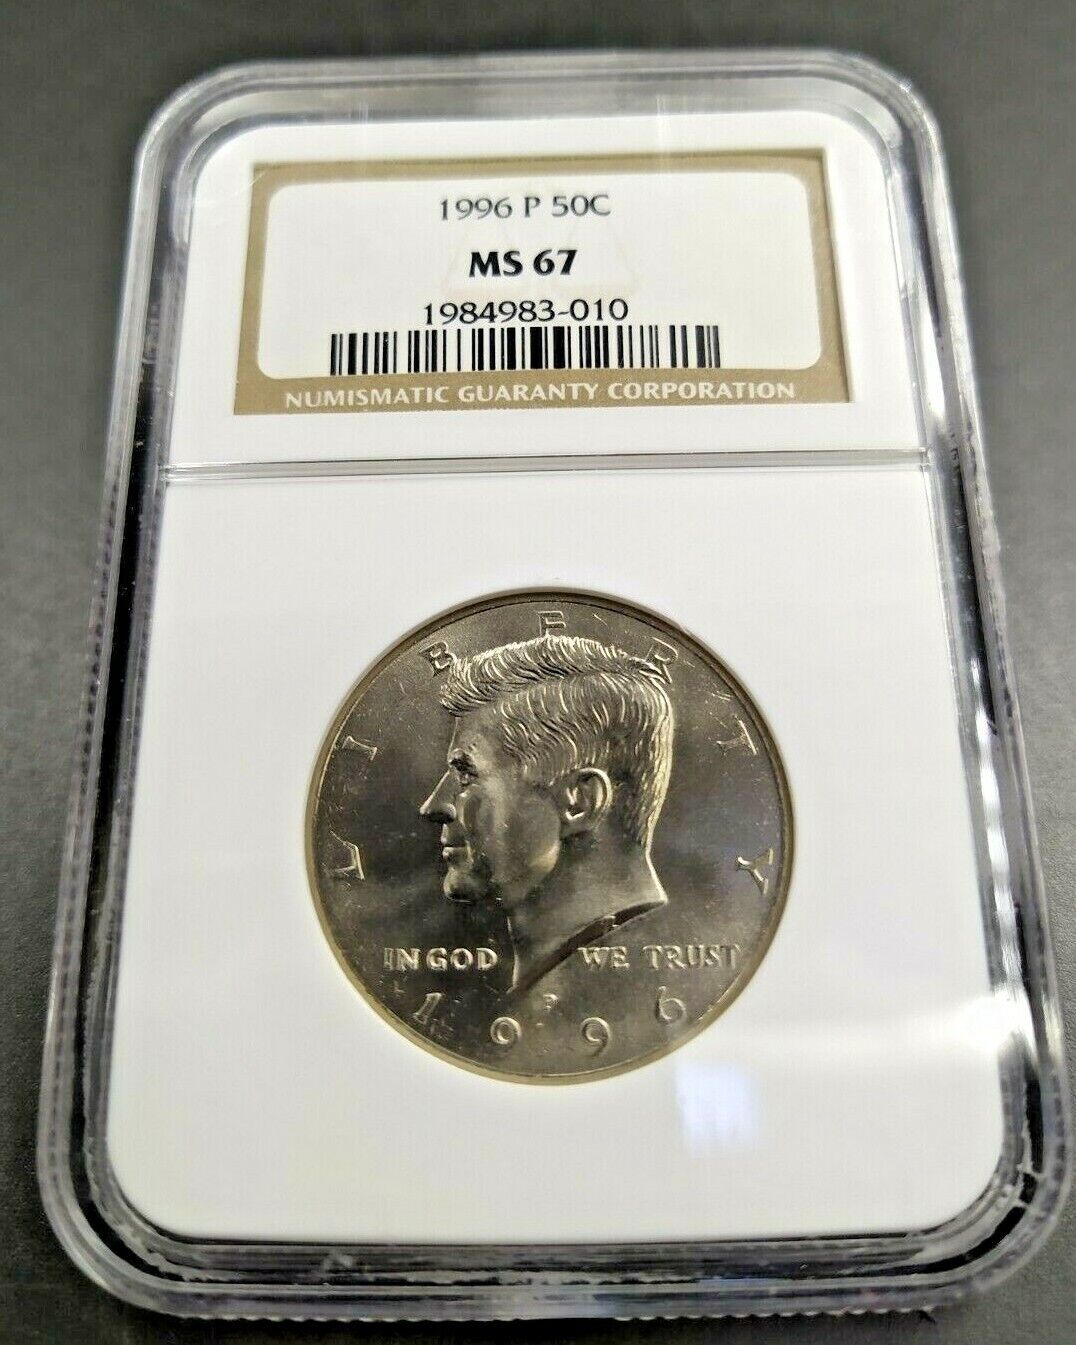 1996 P 50C
MS 67
1984983-010
NUMISMATIC GUARANTY CORPORATION
LIBERTY
IN GOD WE TRUST
P
1996